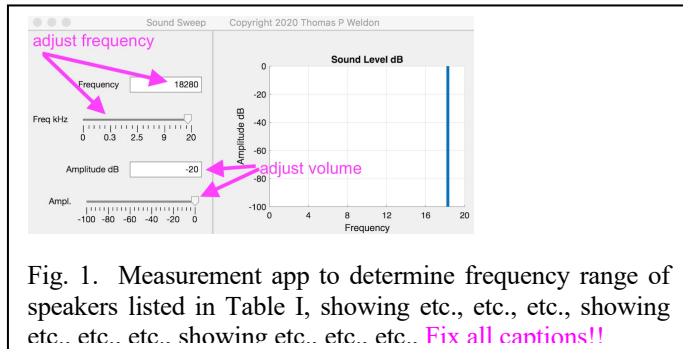 Sound Sweep Copyright 2020 Thomas P Weldon
adjust frequency
Sound Level dB
Frequency 18280
Freq kHz
0 0.3 2.5 9 20
Amplitude dB -20
adjust volume
Ampl.
-100 -80 -60 -40 -20 0
Amplitude dB
0
-20
-40
-60
-80
-100
0 4 8 12 16 20
Frequency
Fig. 1. Measurement app to determine frequency range of
speakers listed in Table I, showing etc., etc., etc., showing
etc., etc., etc., showing etc., etc., etc., Fix all captions!!